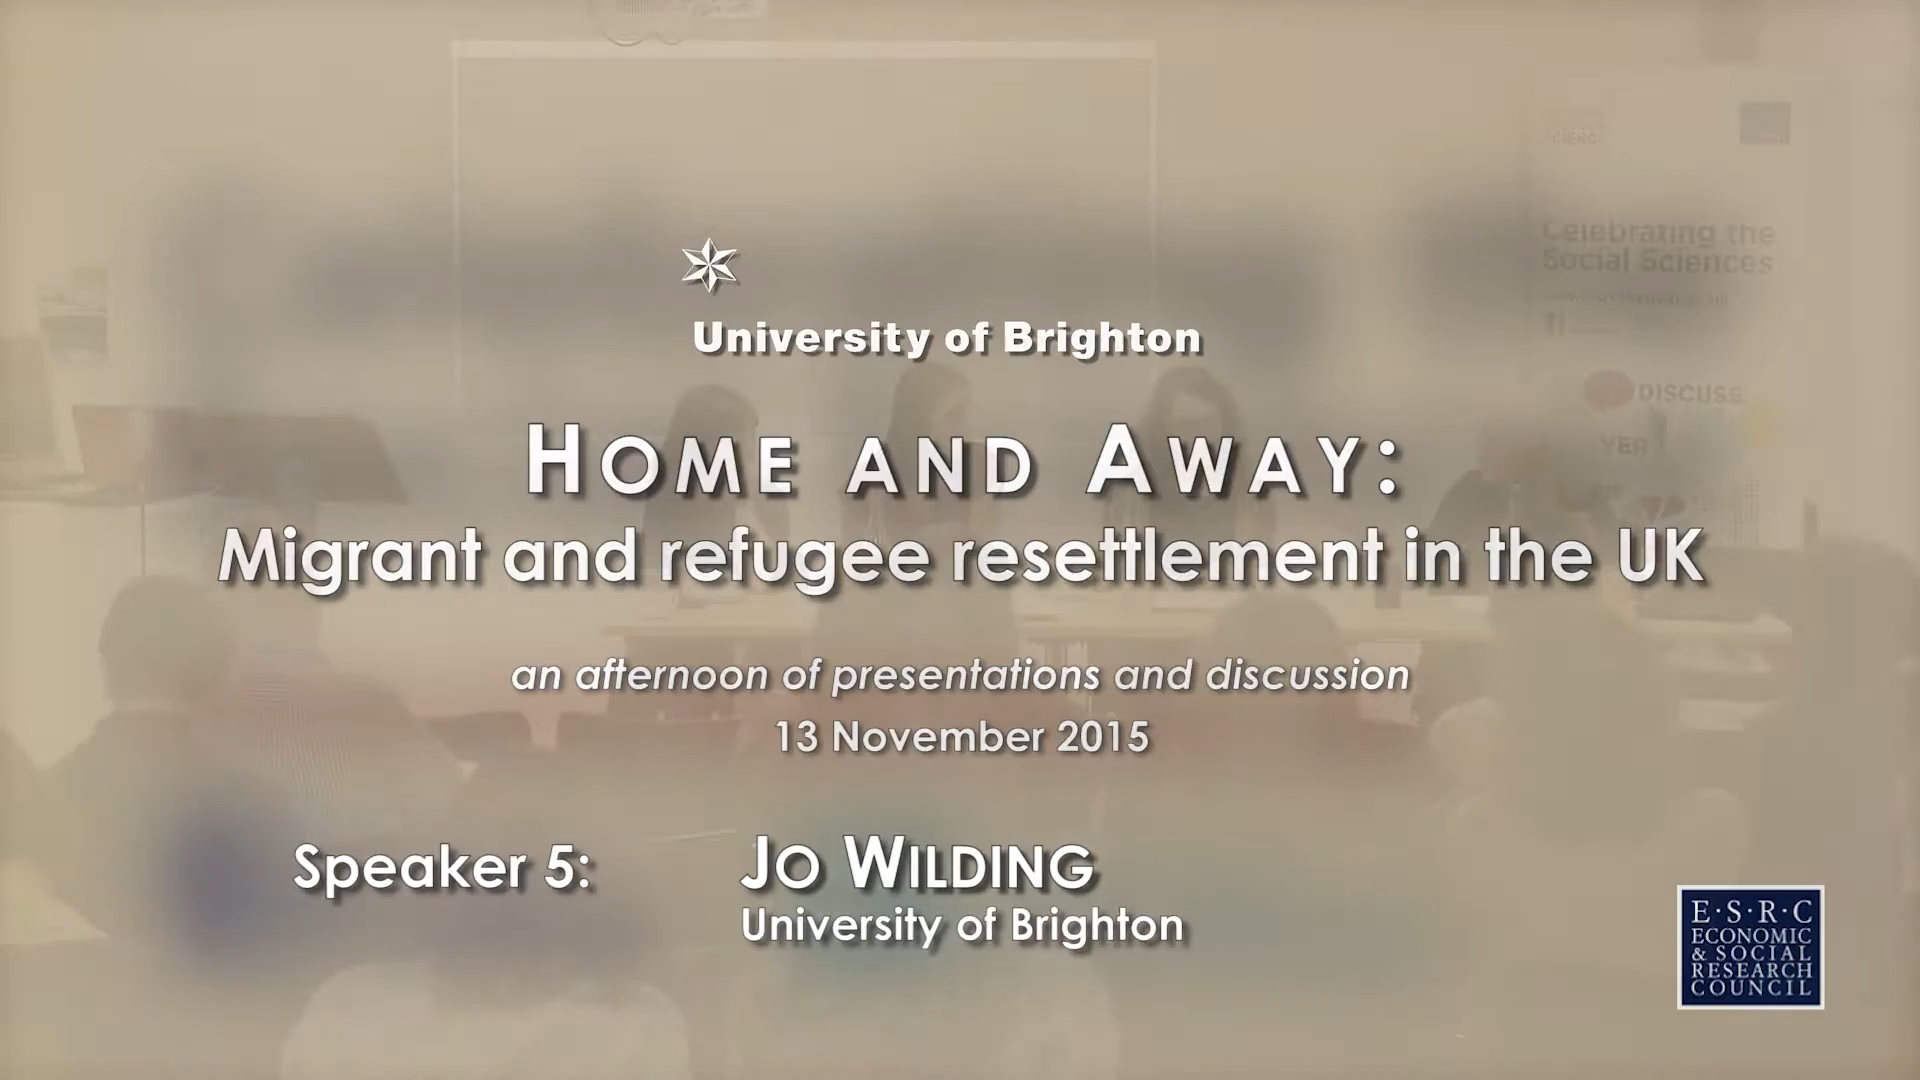 University of Brighton
HOME AND AWAY:
Migrant and refugee resettlement in the UK
an afternoon of presentations and discussion
13 November 2015
Speaker 5: JO WILDING
University of Brighton
E·S·R·C
ECONOMIC
& SOCIAL
RESEARCH
COUNCIL
Celebrating the
Social Sciences
DISCUSS